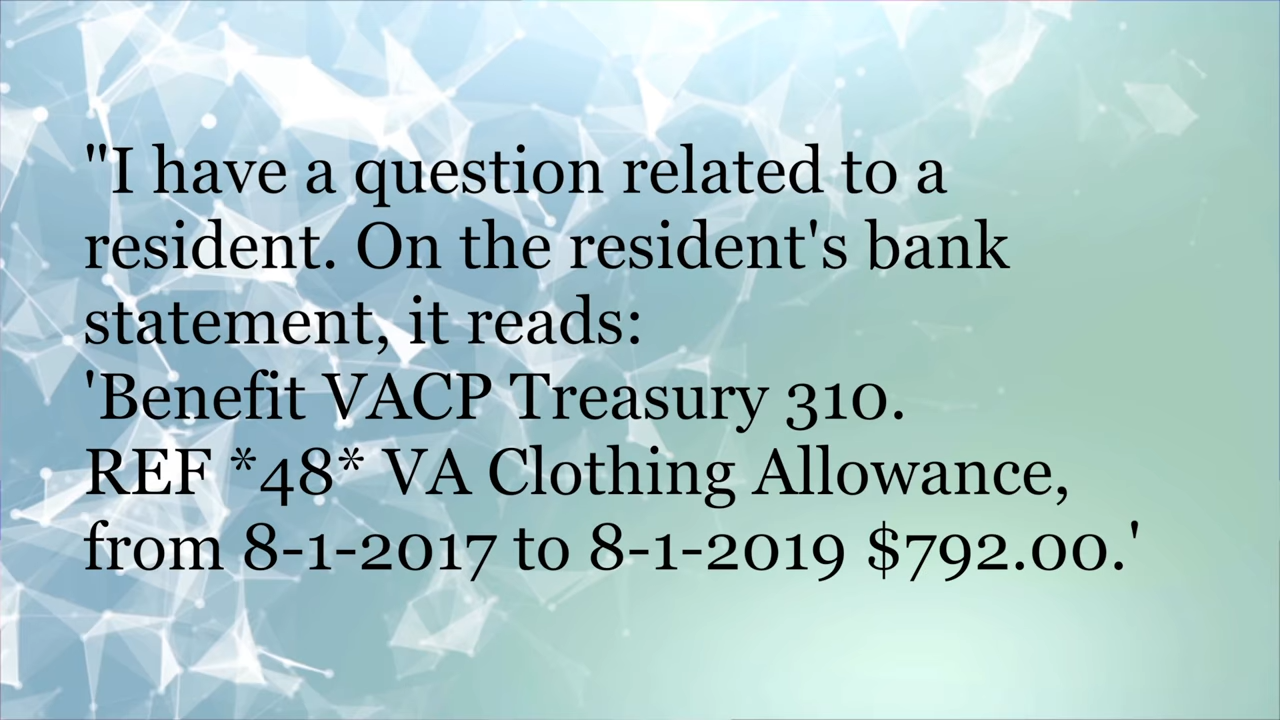 "I have a question related to a
resident. On the resident's bank
statement, it reads:
'Benefit VACP Treasury 310.
REF *48* VA Clothing Allowance,
from 8-1-2017 to 8-1-2019 $792.00.'